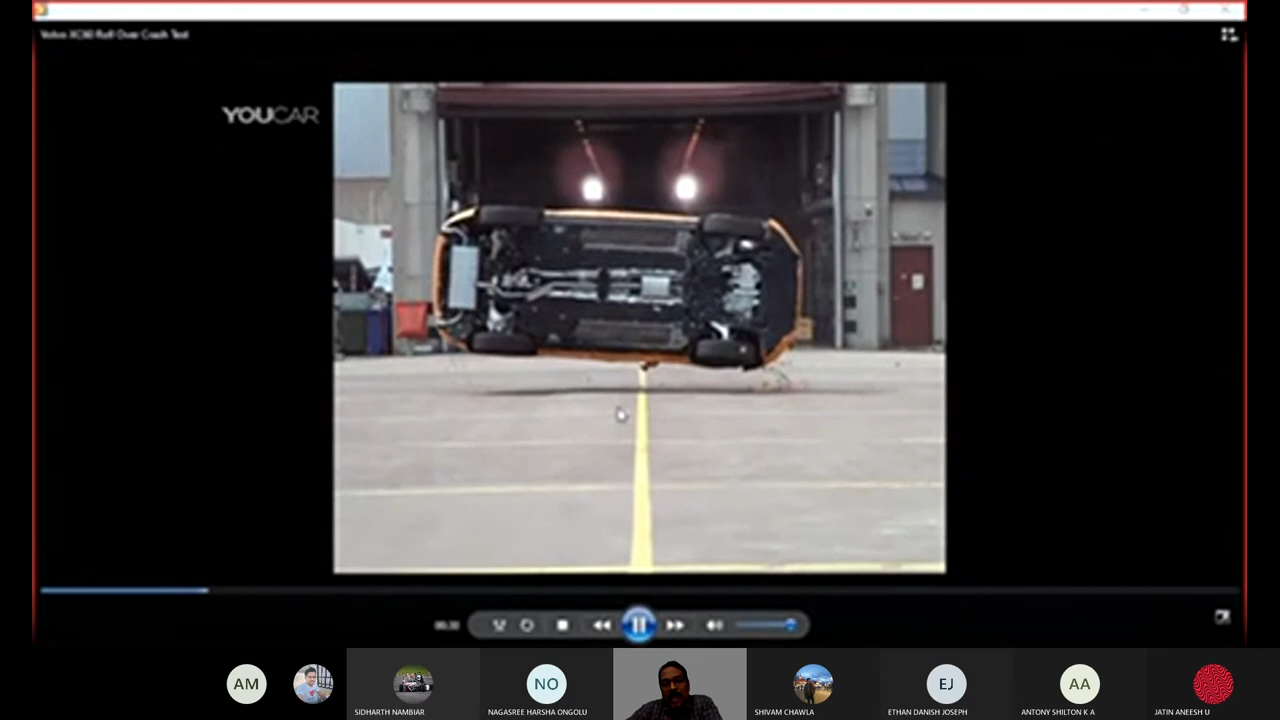 Volvo XC60 Roll Over Crash Test
YOUCAR
AM
NO
EJ
AA
SIDHARTH NAMBIAR
NAGASREE HARSHA ONGOLU
SHIVAM CHAWLA
ETHAN DANISH JOSEPH
ANTONY SHILTON K A
JATIN ANEESH U